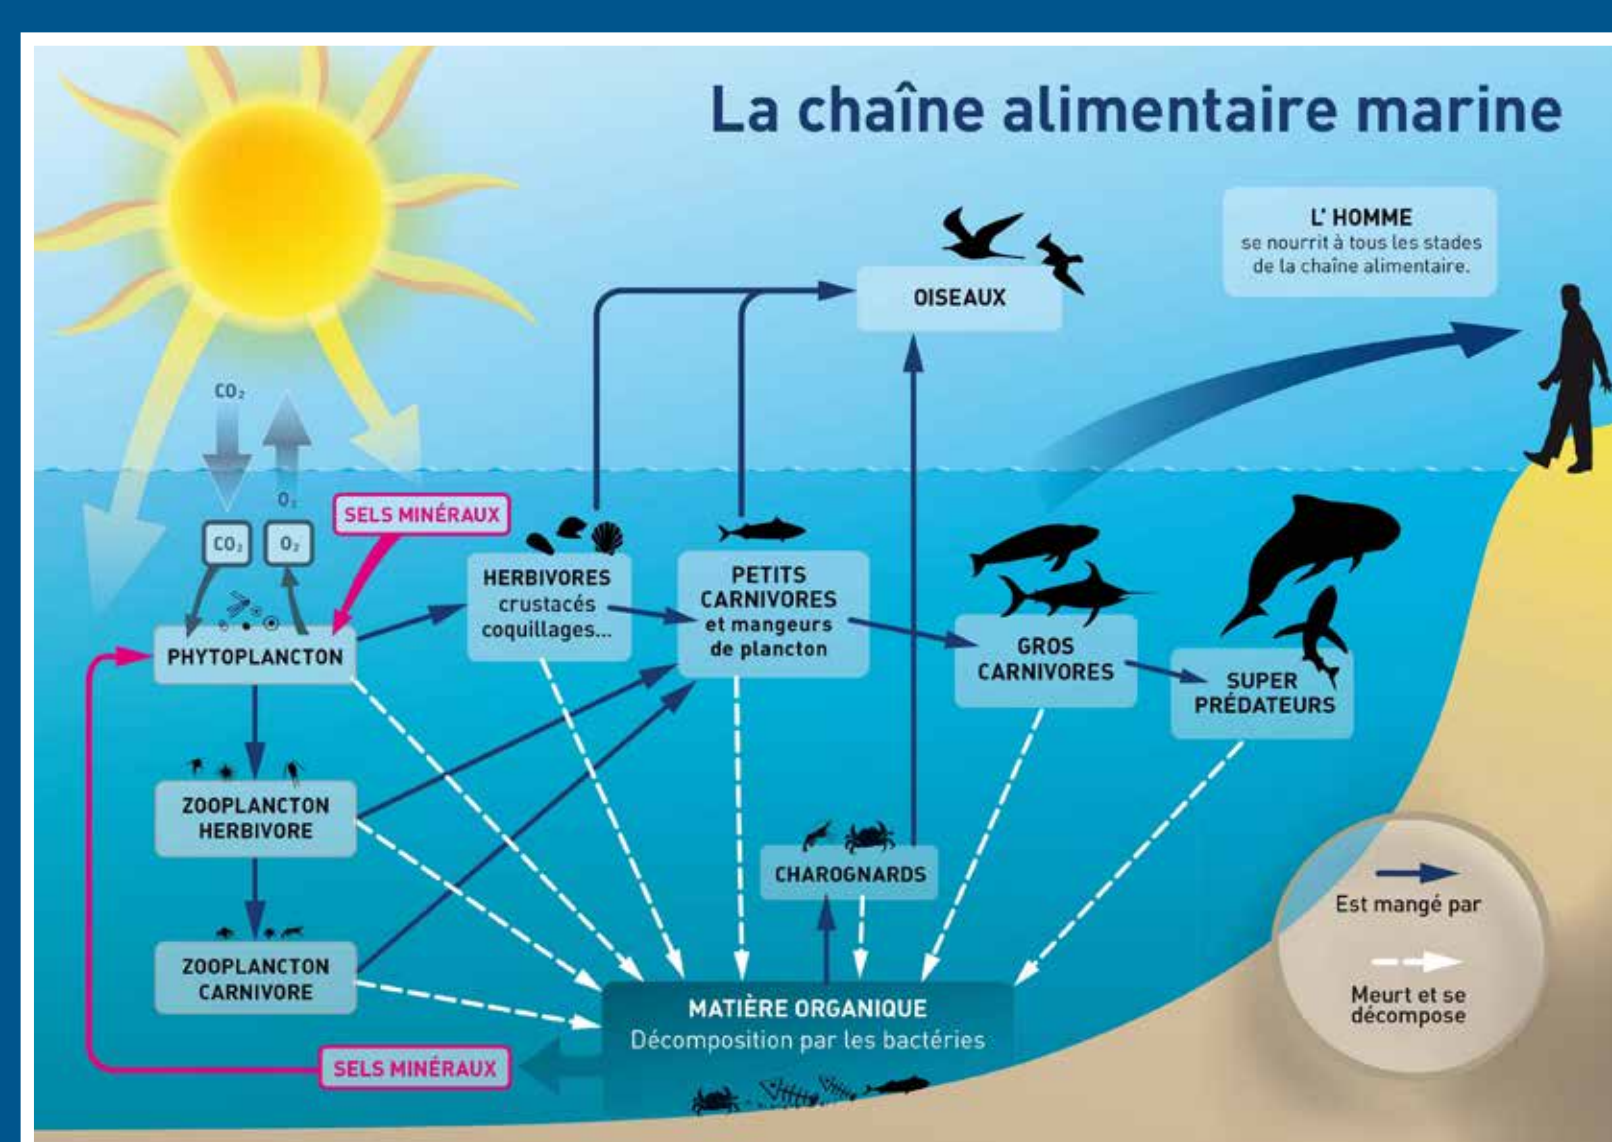 La chaîne alimentaire marine
L' HOMME
se nourrit à tous les stades
de la chaîne alimentaire.
OISEAUX
CO₂
O₂
SELS MINÉRAUX
CO₂
O₂
HERBIVORES
crustacés
coquillages...
PETITS
CARNIVORES
et mangeurs
de plancton
GROS
CARNIVORES
SUPER
PRÉDATEURS
PHYTOPLANCTON
ZOOPLANCTON
HERBIVORE
CHAROGNARDS
ZOOPLANCTON
CARNIVORE
MATIÈRE ORGANIQUE
Décomposition par les bactéries
SELS MINÉRAUX
Est mangé par
Meurt et se
décompose